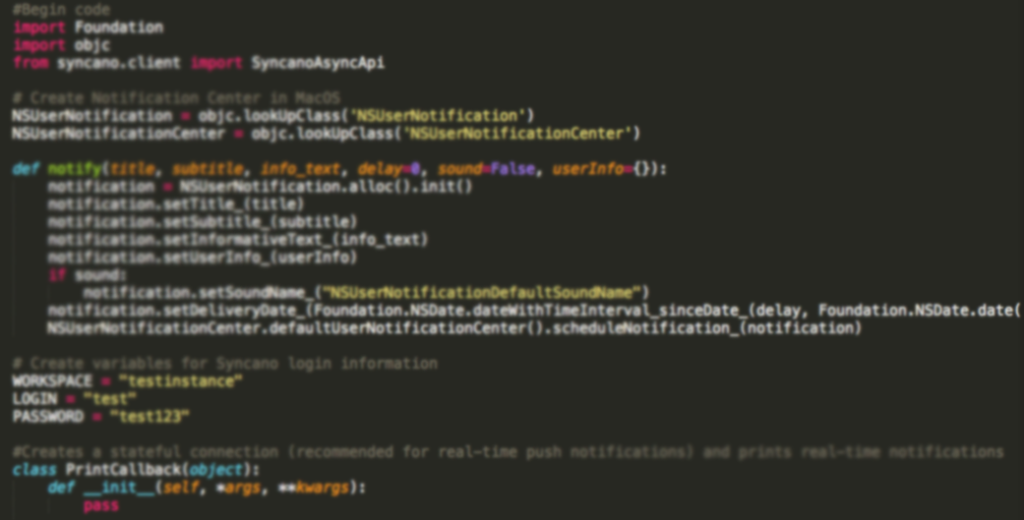 #Begin code
import Foundation
import objc
from syncano.client import SyncanoAsyncApi
# Create Notification Center in MacOS
NSUserNotification = objc.lookUpClass('NSUserNotification')
NSUserNotificationCenter = objc.lookUpClass('NSUserNotificationCenter')
def notify(title, subtitle, info_text, delay=0, sound=False, userInfo={}):
notification = NSUserNotification.alloc().init()
notification.setTitle_(title)
notification.setSubtitle_(subtitle)
notification.setInformativeText_(info_text)
notification.setUserInfo_(userInfo)
if sound:
notification.setSoundName_("NSUserNotificationDefaultSoundName")
notification.setDeliveryDate_(Foundation.NSDate.dateWithTimeInterval_sinceDate_(delay, Foundation.NSDate.date(
NSUserNotificationCenter.defaultUserNotificationCenter().scheduleNotification_(notification)
# Create variables for Syncano login information
WORKSPACE = "testinstance"
LOGIN = "test"
PASSWORD = "test123"
#Creates a stateful connection (recommended for real-time push notifications) and prints real-time notifications
class PrintCallback(object):
def __init__(self, *args, **kwargs):
pass